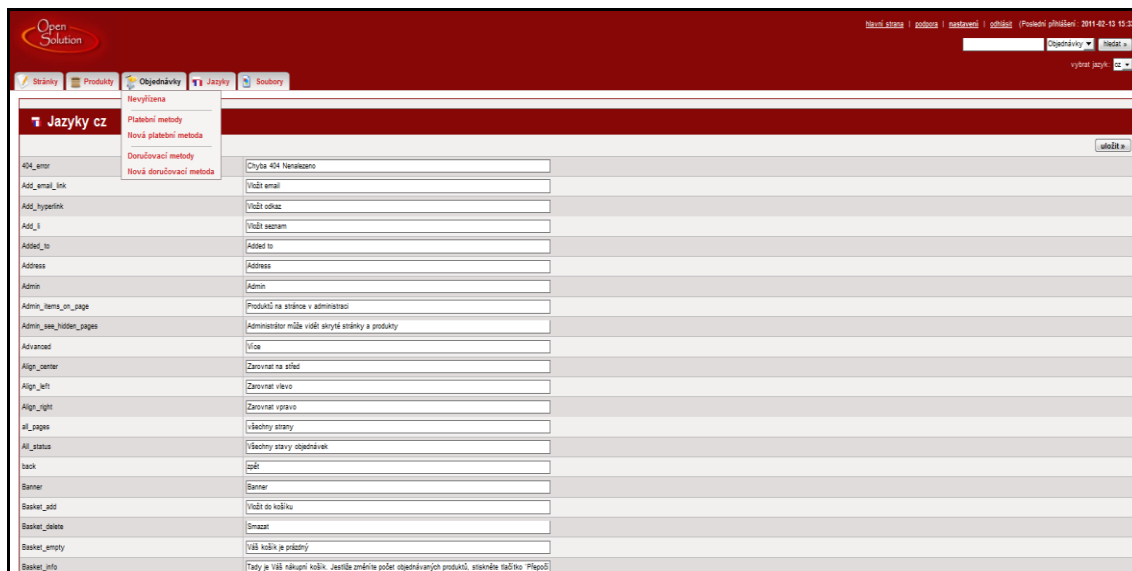 Open Solution
hlavní strana | podpora | nastavení | odhlásit (Poslední přihlášení : 2011-02-13 15:3
Objednávky hledat »
vybrat jazyk: cz
Stránky Produkty Objednávky Jazyky Soubory
Nevyřízena
Platební metody
Nová platební metoda
Doručovací metody
Nová doručovací metoda
Jazyky cz
uložit »
404_error Chyba 404 Nenalezeno
Add_email_link Vložit email
Add_hyperlink Vložit odkaz
Add_li Vložit seznam
Added_to Added to
Address Address
Admin Admin
Admin_items_on_page Produktů na stránce v administraci
Admin_see_hidden_pages Administrátor může vidět skryté stránky a produkty
Advanced Více
Align_center Zarovnat na střed
Align_left Zarovnat vlevo
Align_right Zarovnat vpravo
all_pages všechny strany
All_status Všechny stavy objednávek
back zpět
Banner Banner
Basket_add Vložit do košíku
Basket_delete Smazat
Basket_empty Váš košík je prázdný
Basket_info Tady je Váš nákupní košík. Jestliže změníte počet objednávaných produktů, stiskněte tlačítko "Přepoči